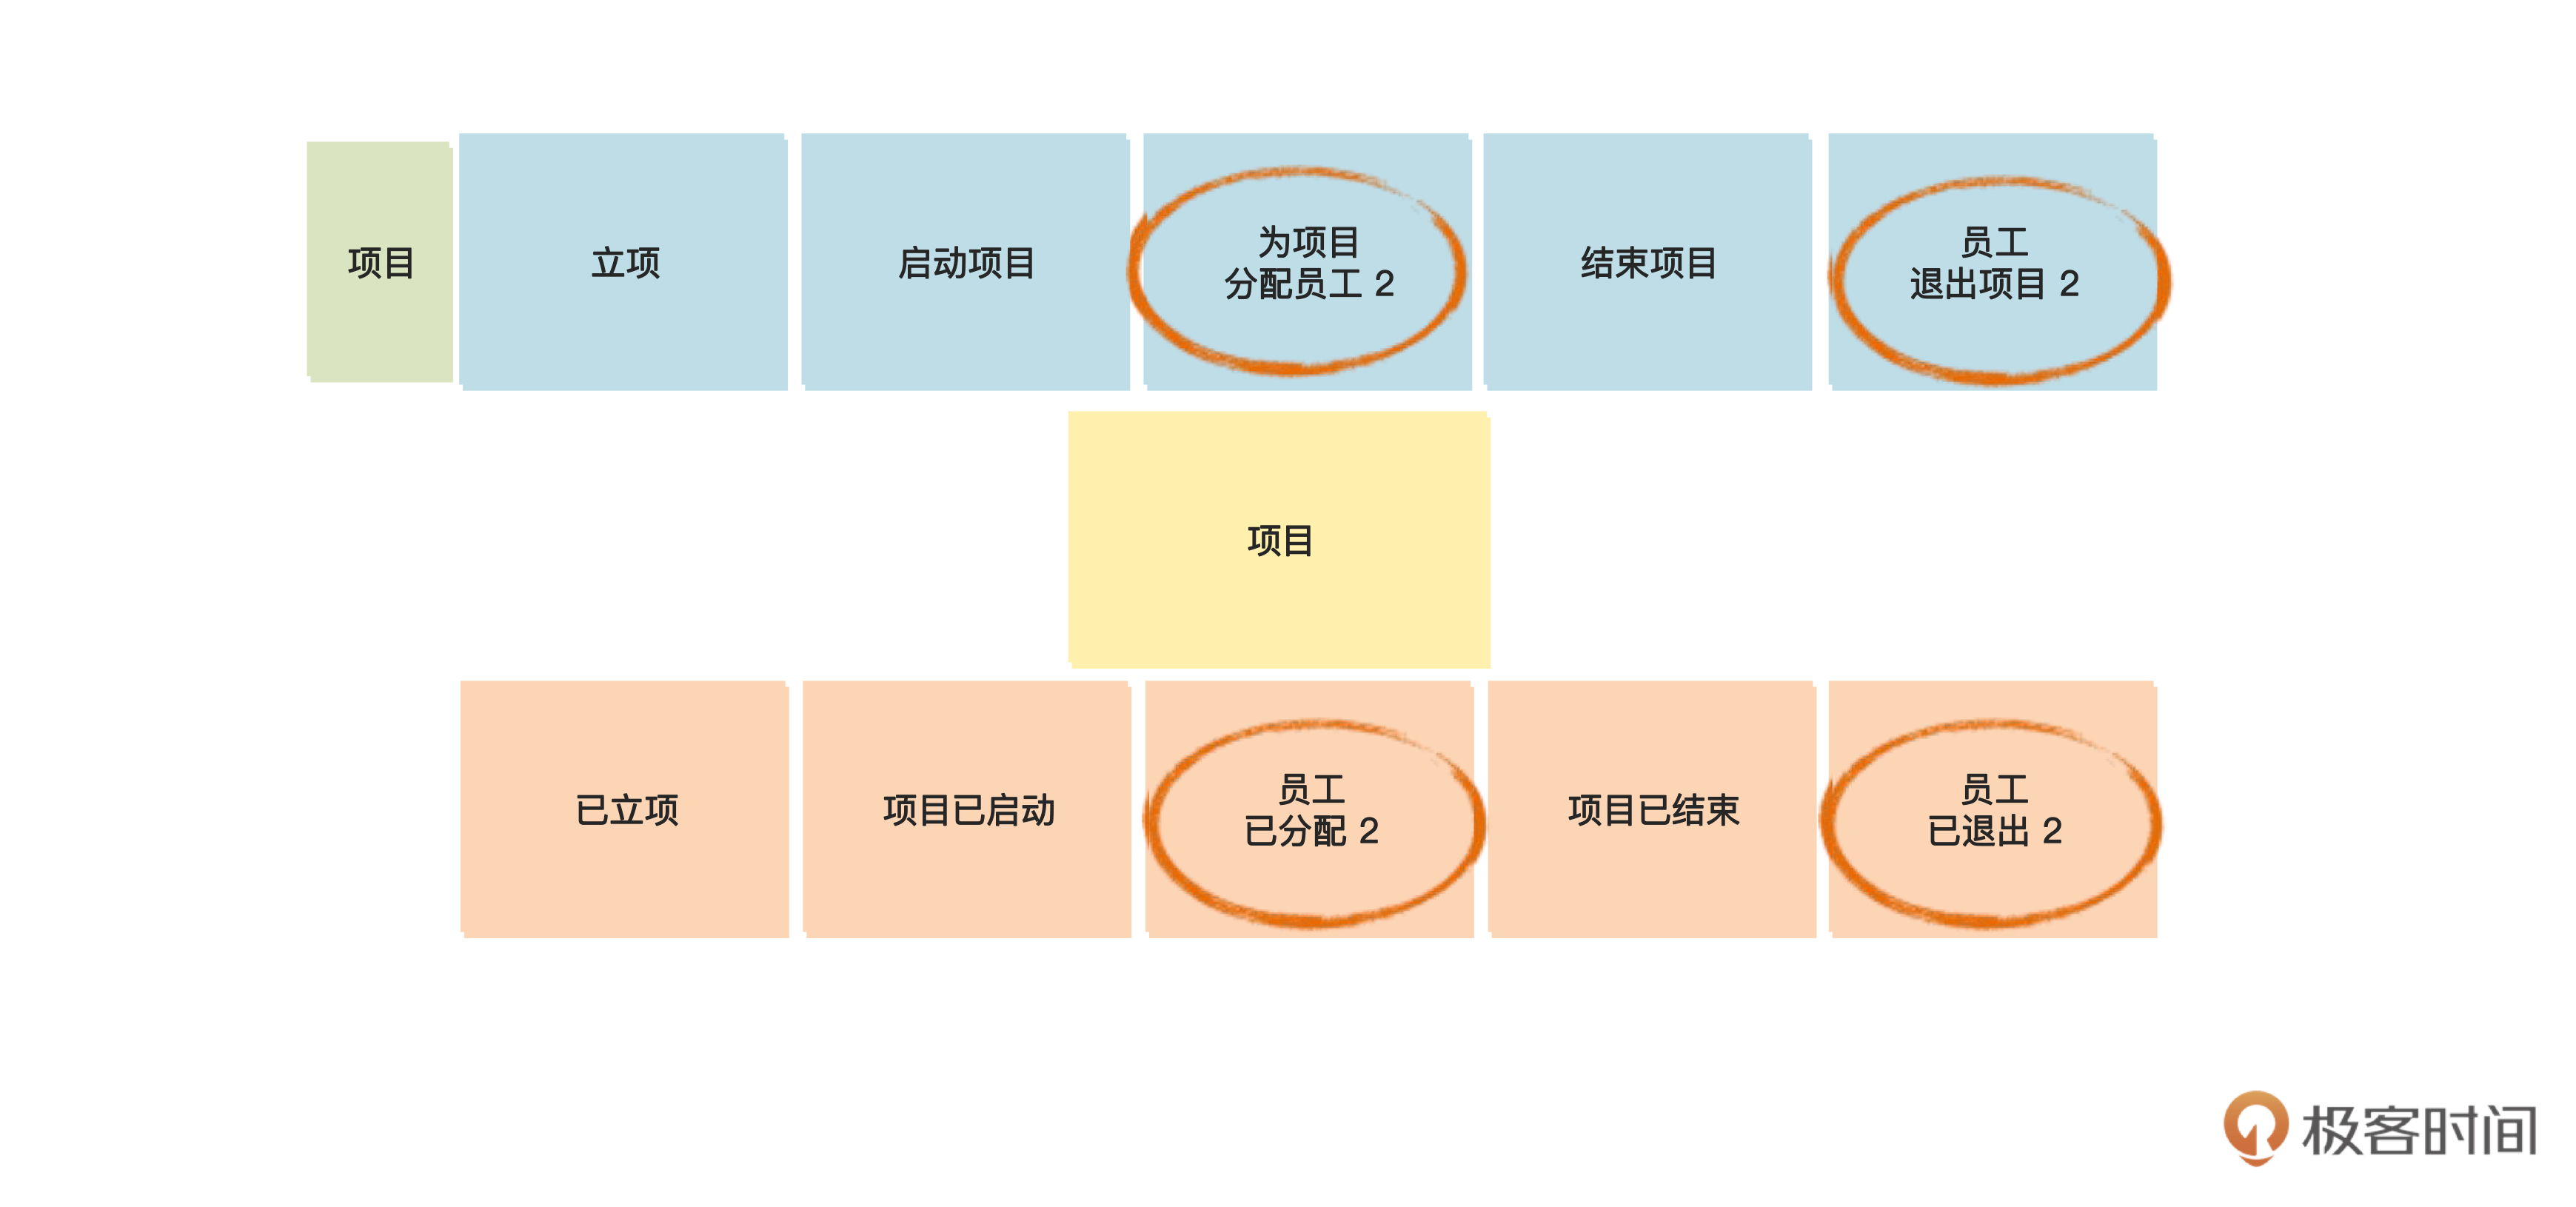 项目
立项
启动项目
为项目
分配员工 2
结束项目
员工
退出项目 2
项目
已立项
项目已启动
员工
已分配 2
项目已结束
员工
已退出 2
极客时间